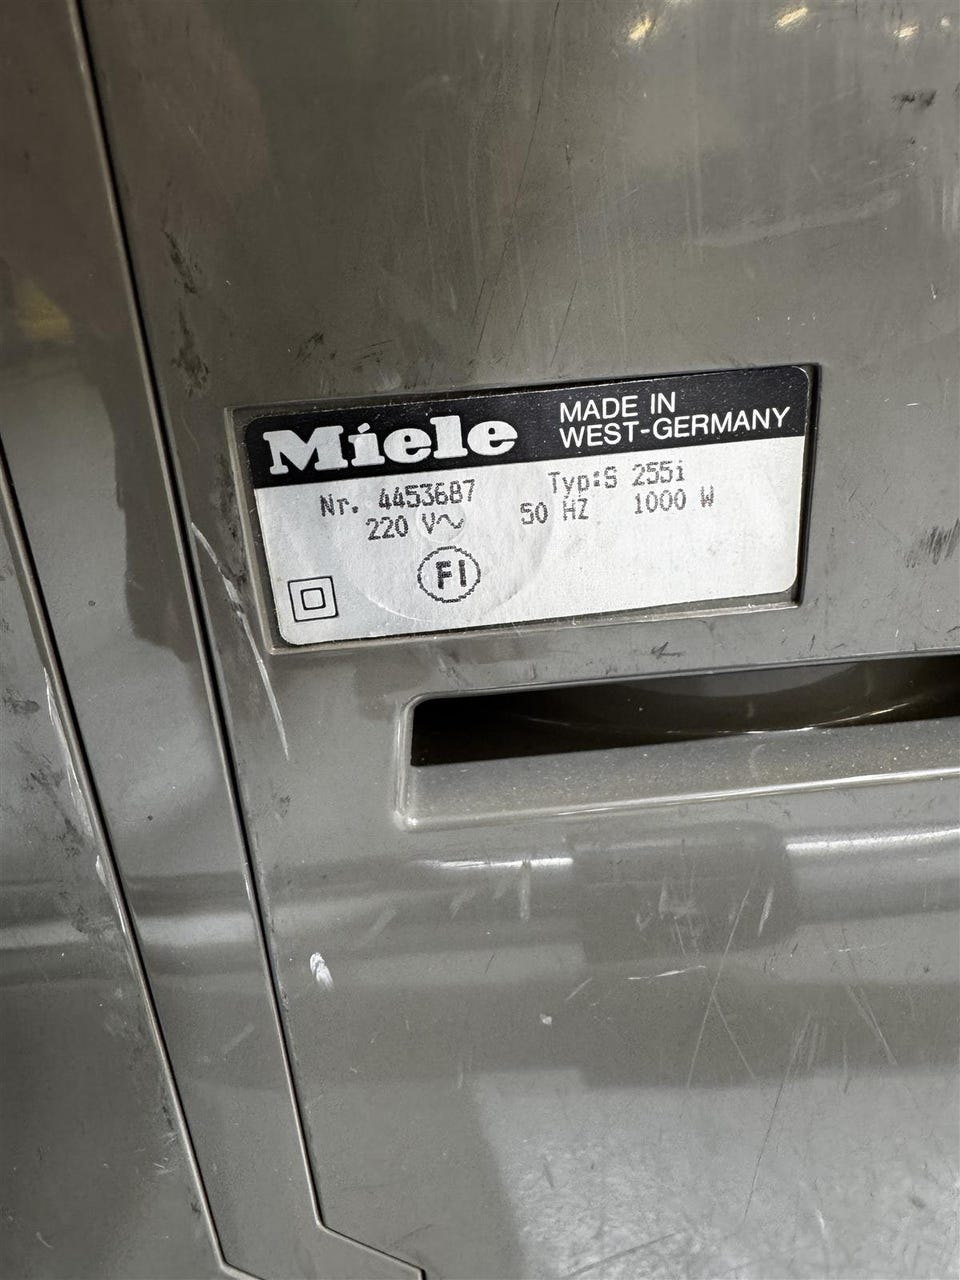 Miele
MADE IN
WEST-GERMANY
Nr. 4453687 Typ:S 255i
220 V~ 50 HZ 1000 W
FI